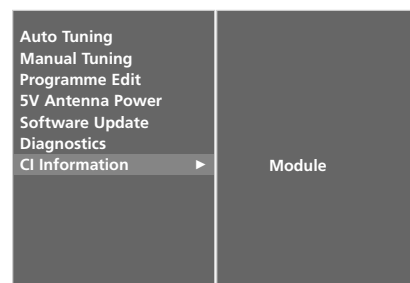 Auto Tuning
Manual Tuning
Programme Edit
5V Antenna Power
Software Update
Diagnostics
CI Information ►
Module